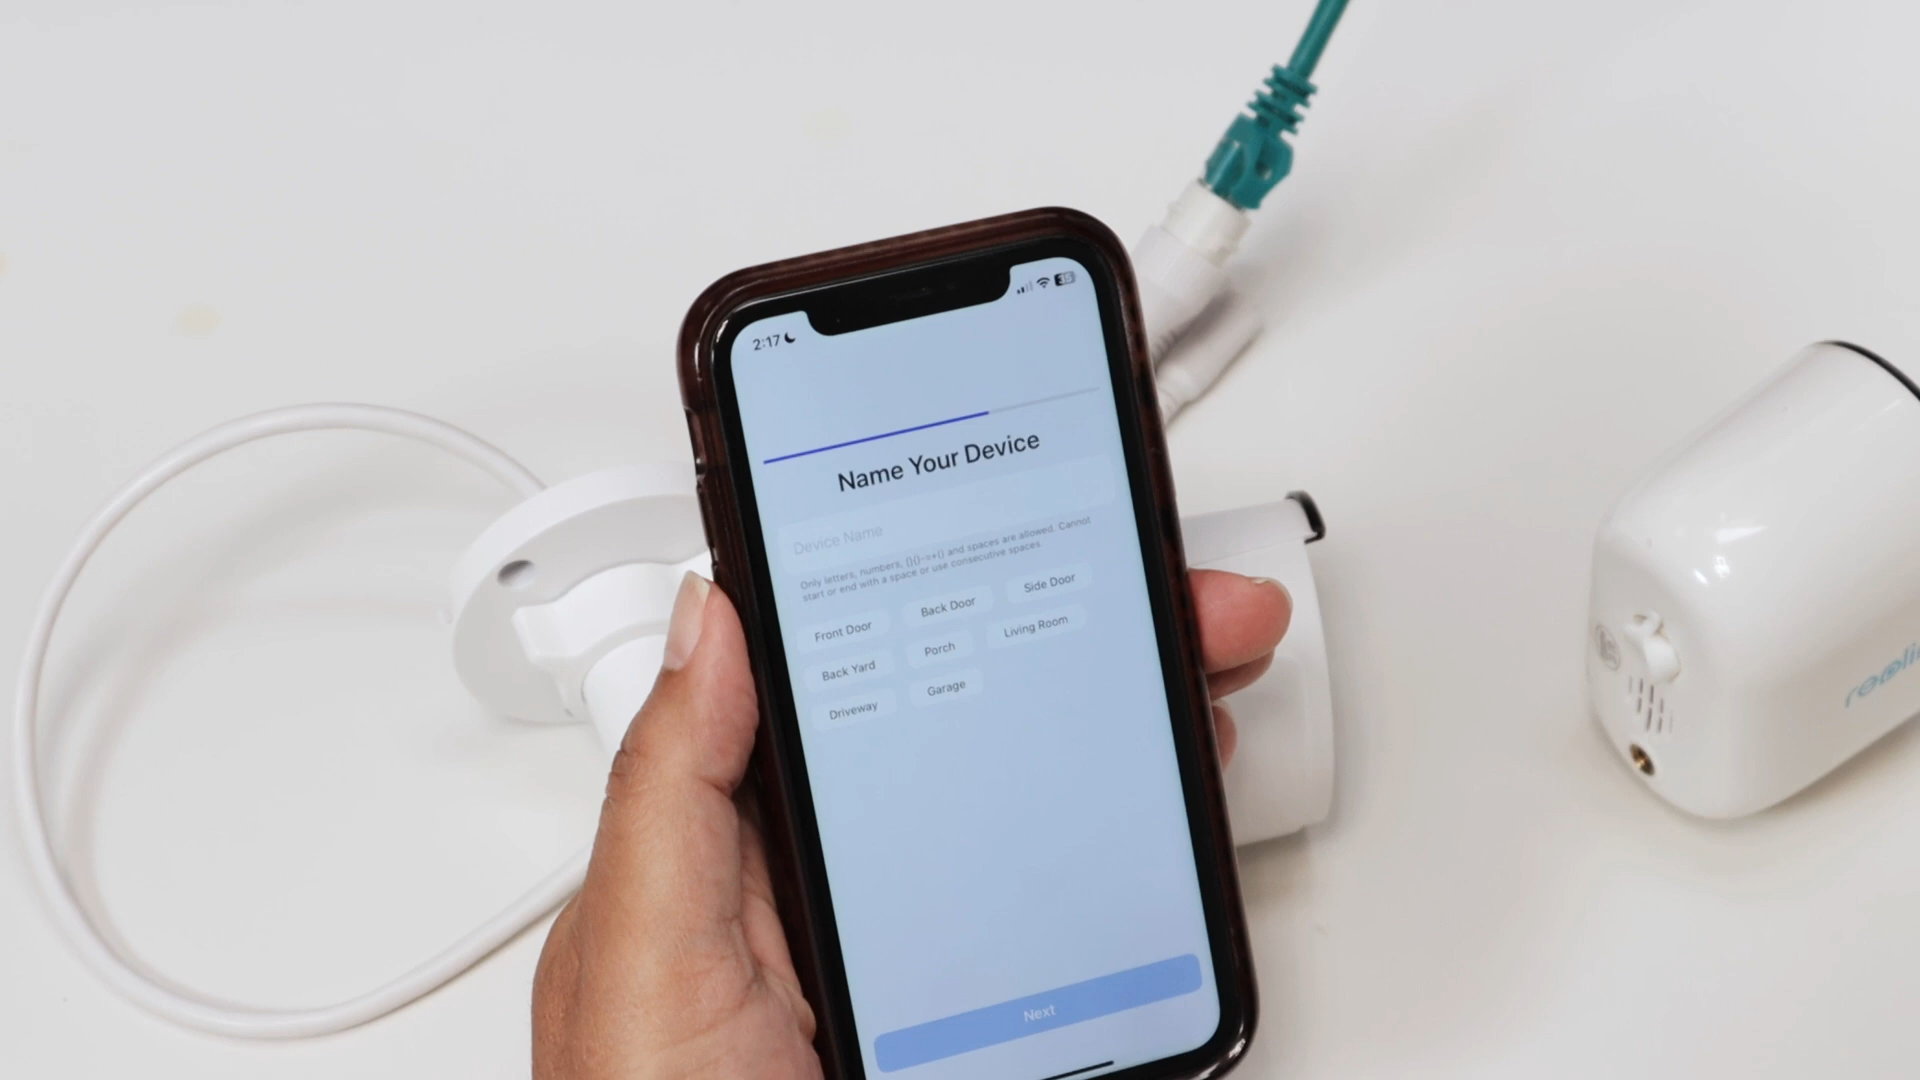 2:17
35
Name Your Device
Device Name
Only letters, numbers, and spaces are allowed. Cannot
start or end with a space or use consecutive spaces
Front Door Back Door Side Door
Back Yard Porch Living Room
Driveway Garage
Next